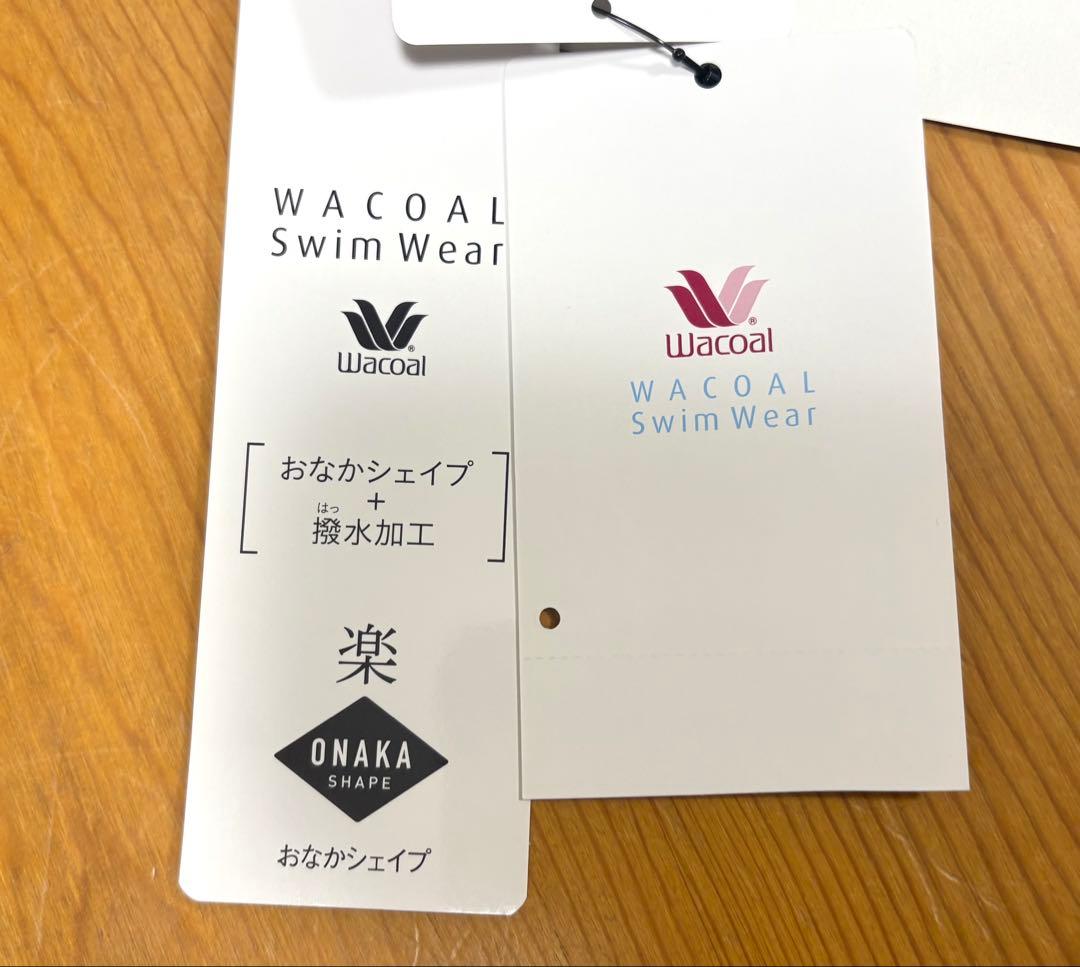 WACOAL
Swim Wear
Wacoal
おなかシェイプ
+
はっ
撥水加工
楽
ONAKA
SHAPE
おなかシェイプ
Wacoal
WACOAL
Swim Wear